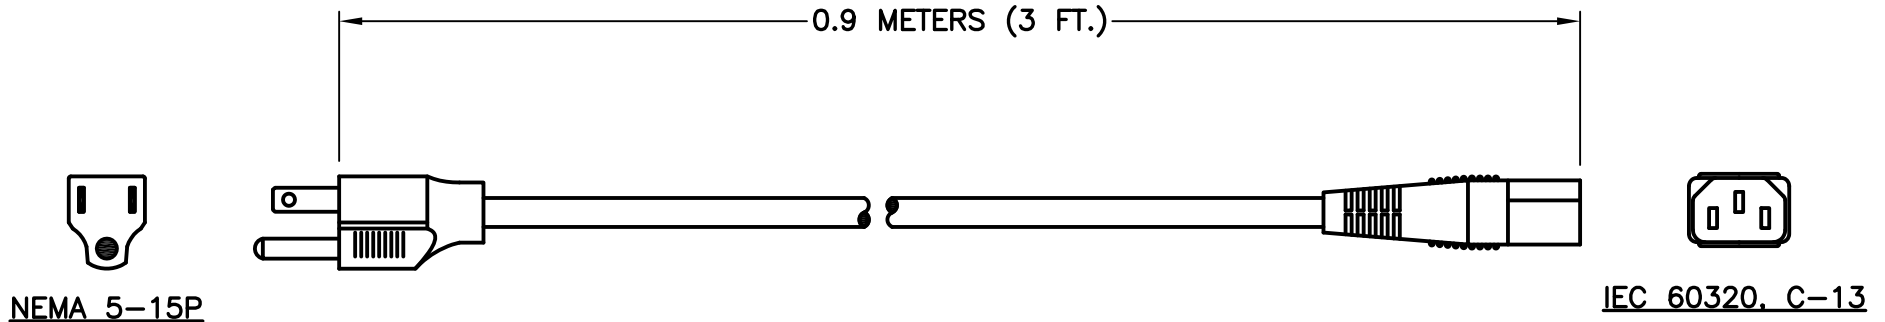 0.9 METERS (3 FT.)
NEMA 5-15P
IEC 60320, C-13